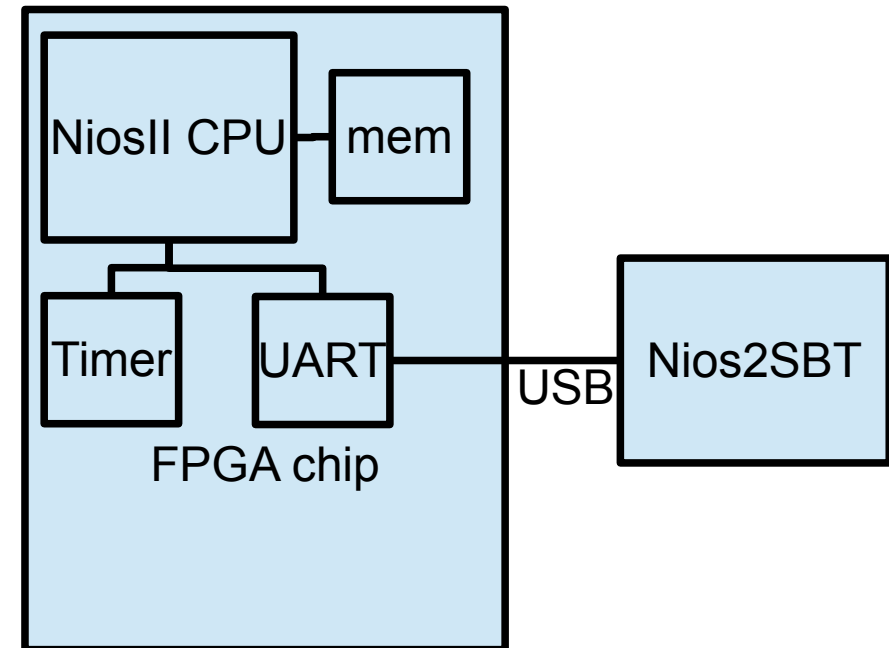 NiosII CPU
mem
Timer
UART
USB
Nios2SBT
FPGA chip